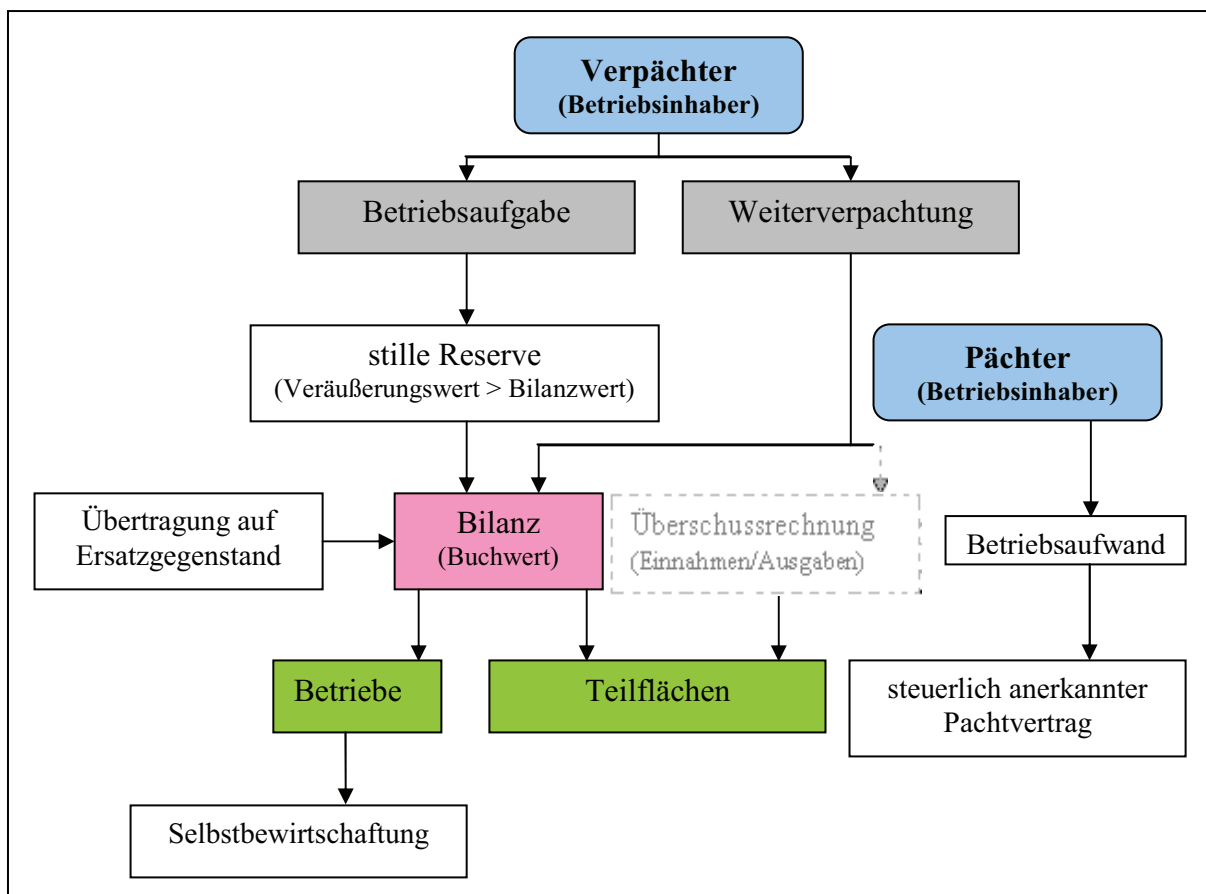 Verpächter
(Betriebsinhaber)
Betriebsaufgabe
Weiterverpachtung
stille Reserve
(Veräußerungswert > Bilanzwert)
Pächter
(Betriebsinhaber)
Übertragung auf
Ersatzgegenstand
Bilanz
(Buchwert)
Überschussrechnung
(Einnahmen/Ausgaben)
Betriebsaufwand
Betriebe
Teilflächen
steuerlich anerkannter
Pachtvertrag
Selbstbewirtschaftung